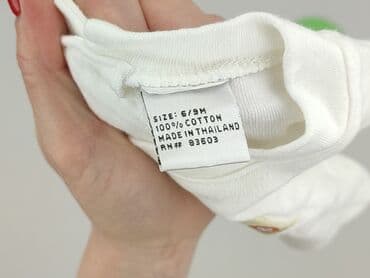 SIZE: 6/9M
100% COTTON
MADE IN THAILAND
RN## 83603